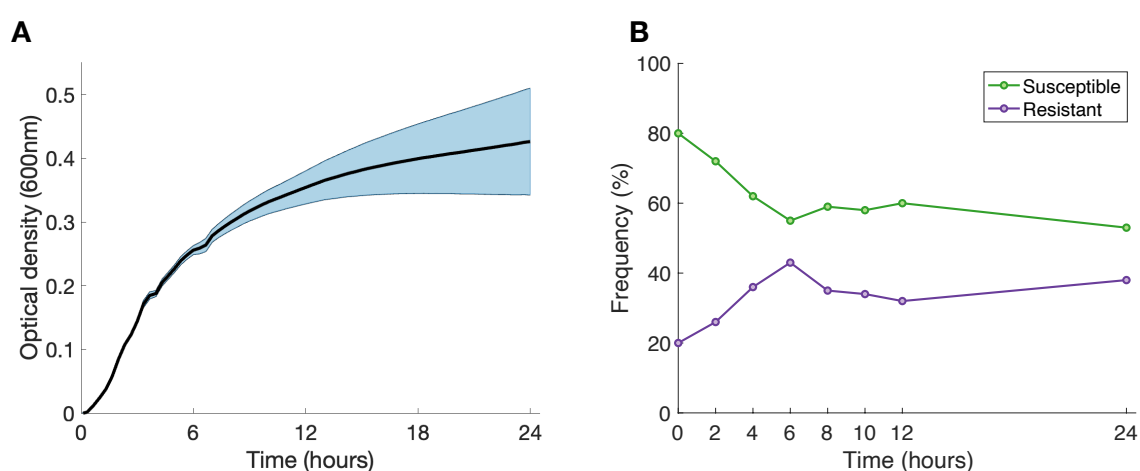 A
Optical density (600nm)
0.5
0.4
0.3
0.2
0.1
0
0 6 12 18 24
Time (hours)
B
Frequency (%)
100
80
60
40
20
0
0 2 4 6 8 10 12 24
Time (hours)
Susceptible
Resistant